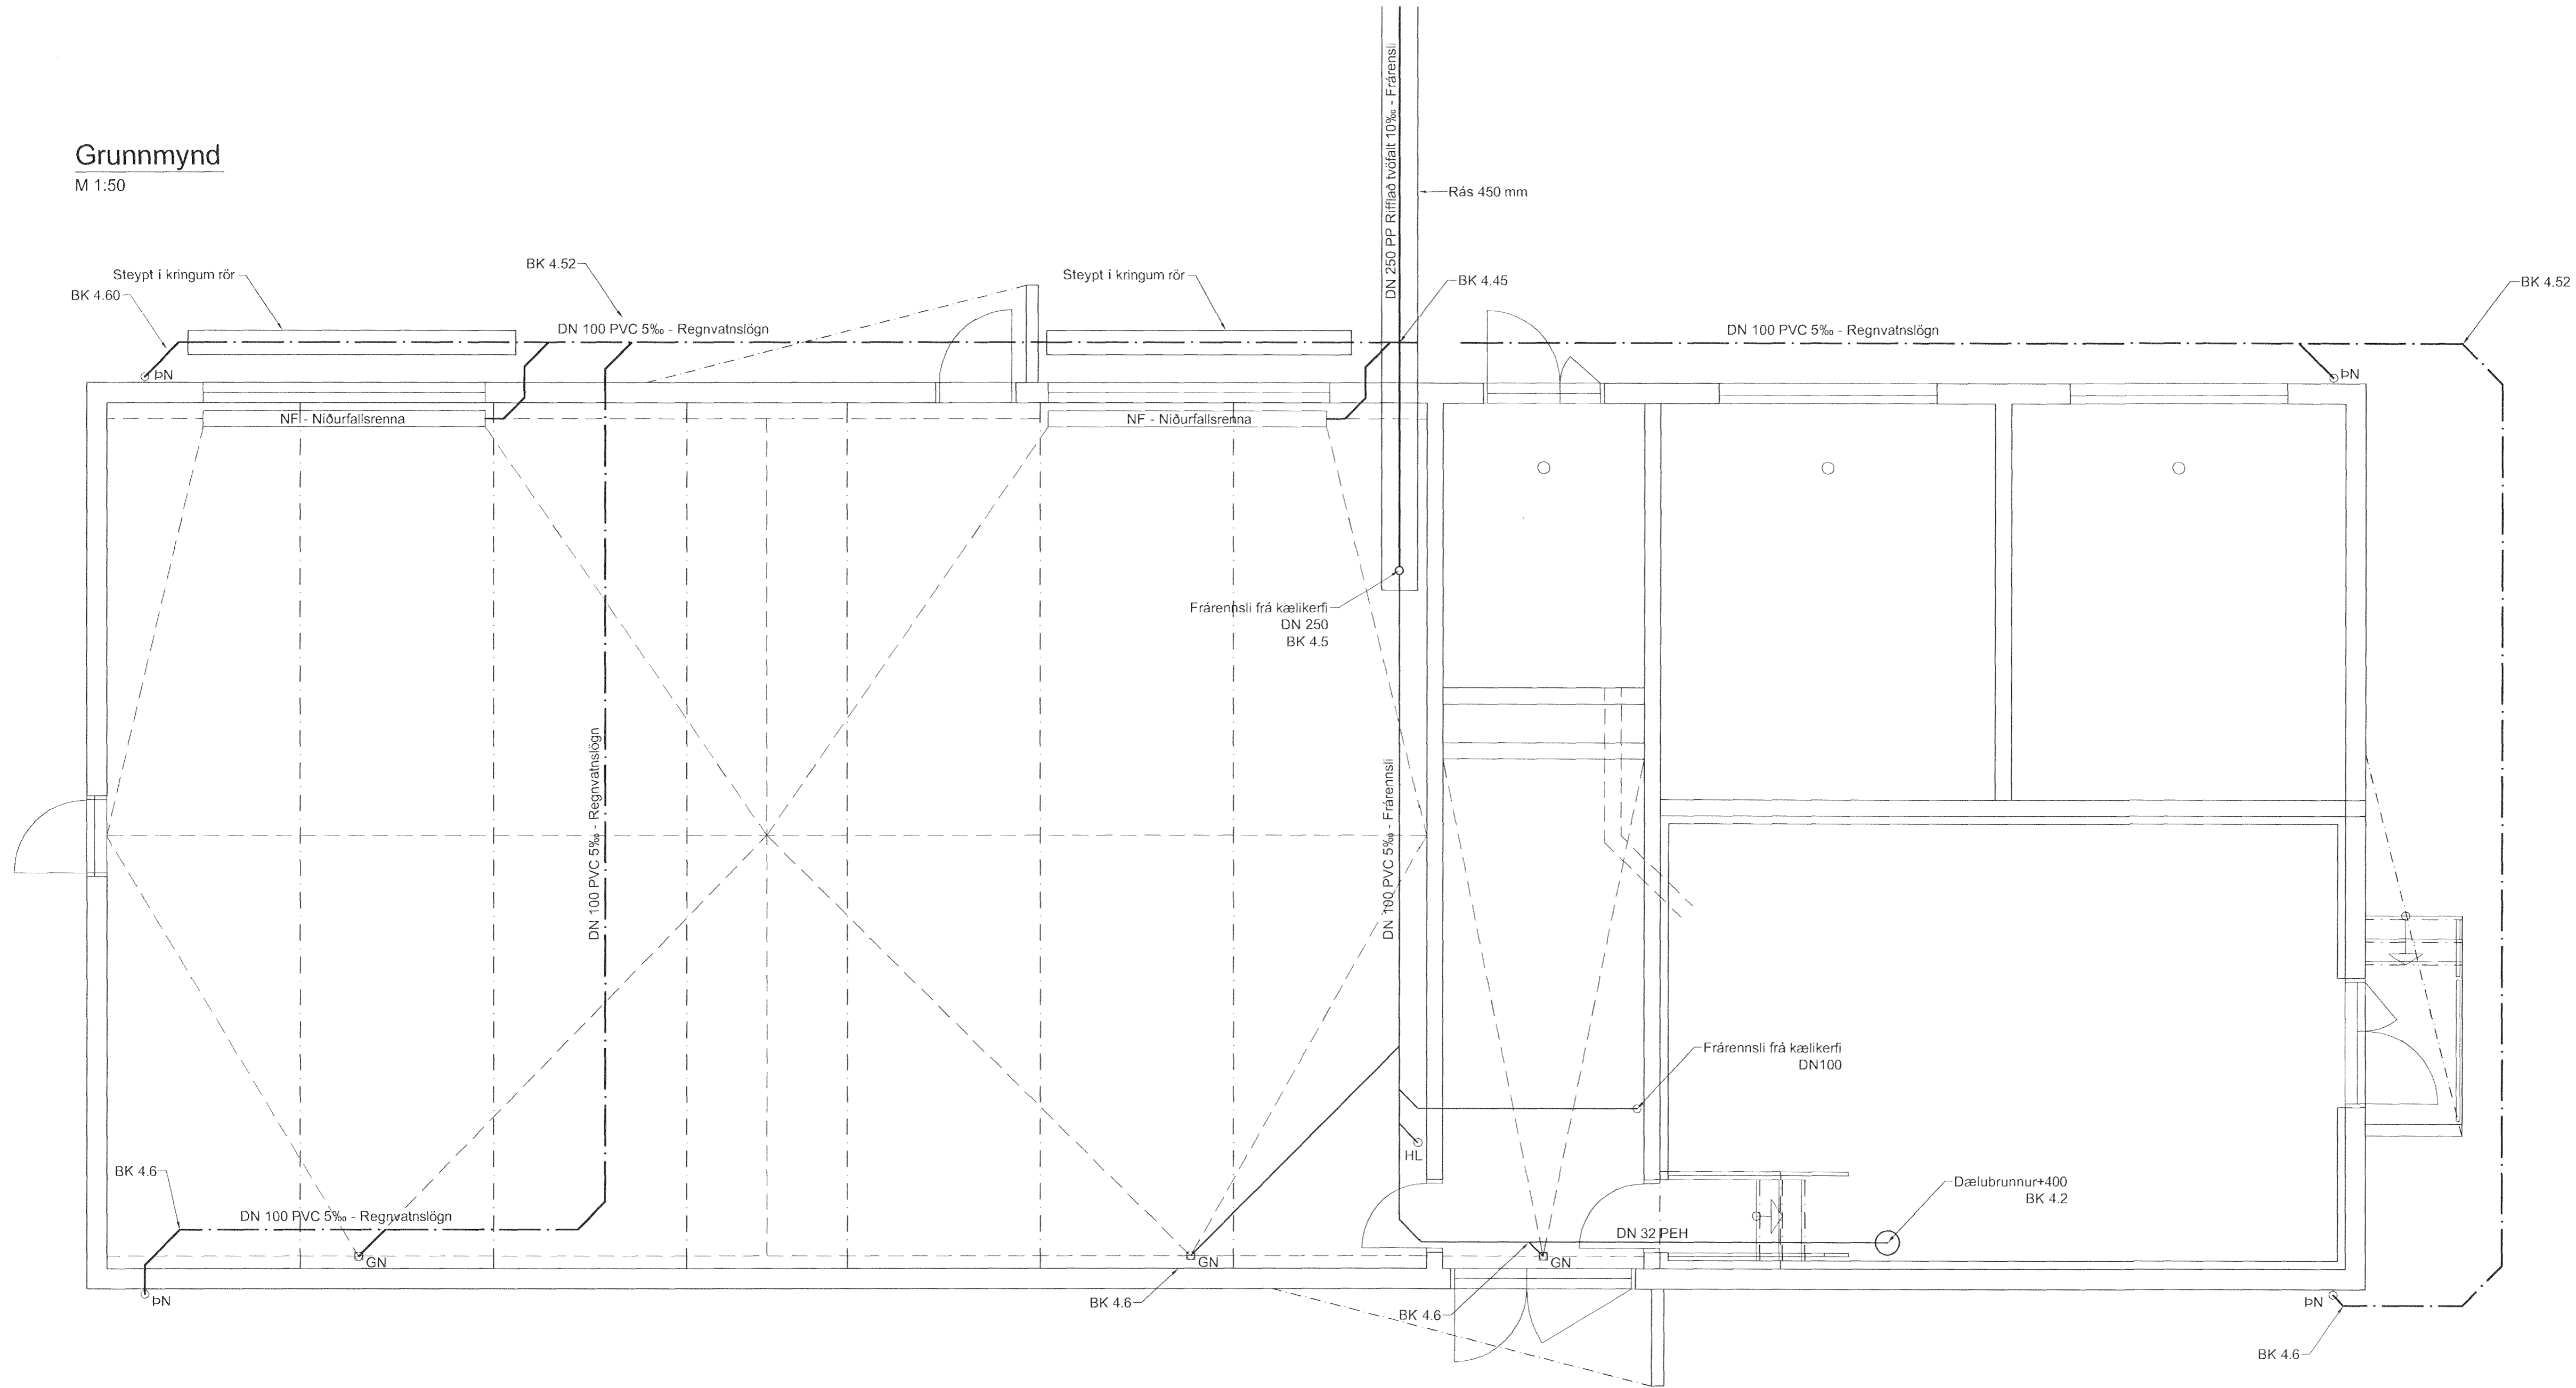 Grunnmynd
M 1:50
DN 250 PP Rifflað tvöfalt 10‰ - Frárensli
Rás 450 mm
Steypt í kringum rör
BK 4.60
BK 4.52
DN 100 PVC 5‰ - Regnvatnslögn
Steypt í kringum rör
BK 4.45
DN 100 PVC 5‰ - Regnvatnslögn
BK 4.52
ÞN
ÞN
NF - Niðurfallsrenna
NF - Niðurfallsrenna
Frárennsli frá kælikerfi
DN 250
BK 4.5
DN 100 PVC 5‰ - Regnvatnslögn
DN 100 PVC 5‰ - Frárennsli
Frárennsli frá kælikerfi
DN100
HL
BK 4.6
DN 100 PVC 5‰ - Regnvatnslögn
Dælubrunnur+400
BK 4.2
DN 32 PEH
GN
GN
GN
ÞN
BK 4.6
BK 4.6
ÞN
BK 4.6